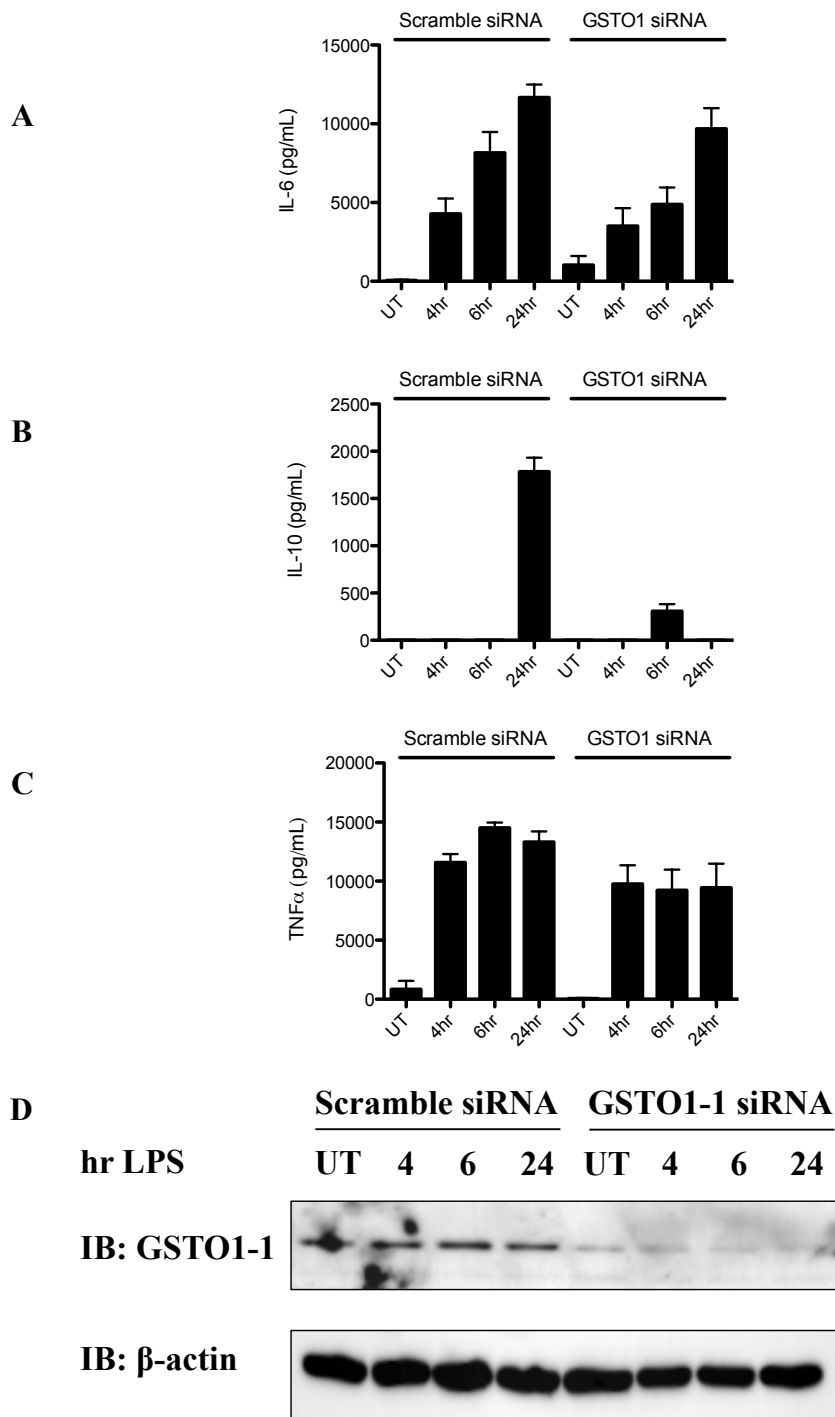 A
Scramble siRNA GSTO1 siRNA
IL-6 (pg/mL)
15000
10000
5000
0
UT 4hr 6hr 24hr UT 4hr 6hr 24hr
B
Scramble siRNA GSTO1 siRNA
IL-10 (pg/mL)
2500
2000
1500
1000
500
0
UT 4hr 6hr 24hr UT 4hr 6hr 24hr
C
Scramble siRNA GSTO1 siRNA
TNFα (pg/mL)
20000
15000
10000
5000
0
UT 4hr 6hr 24hr UT 4hr 6hr 24hr
D
Scramble siRNA GSTO1-1 siRNA
hr LPS UT 4 6 24 UT 4 6 24
IB: GSTO1-1
IB: β-actin